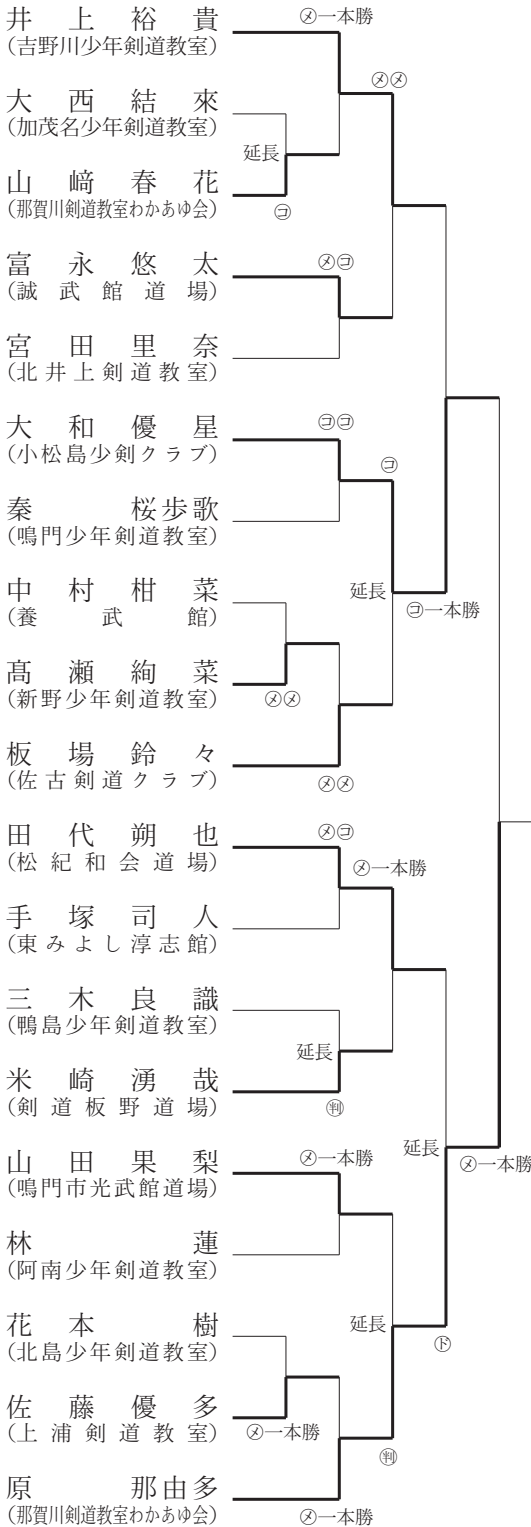 ㋱一本勝
井上裕貴
(吉野川少年剣道教室)
㋱㋱
大西結來
(加茂名少年剣道教室)
延長
山﨑春花
(那賀川剣道教室わかあゆ会)
㋙
富永悠太
(誠武館道場)
㋱㋙
宮田里奈
(北井上剣道教室)
大和優星
(小松島少剣クラブ)
㋙㋙
㋙
秦桜歩歌
(鳴門少年剣道教室)
中村柑菜
(養武館)
延長
㋙一本勝
髙瀬絢菜
(新野少年剣道教室)
㋱㋱
板場鈴々
(佐古剣道クラブ)
㋱㋱
田代朔也
(松紀和会道場)
㋱㋙
㋱一本勝
手塚司人
(東みよし淳志館)
三木良識
(鴨島少年剣道教室)
延長
米崎湧哉
(剣道板野道場)
㊑
山田果梨
(鳴門市光武館道場)
㋱一本勝
延長
㋱一本勝
林蓮
(阿南少年剣道教室)
花本樹
(北島少年剣道教室)
延長
㋣
佐藤優多
(上浦剣道教室)
㋱一本勝
原那由多
(那賀川剣道教室わかあゆ会)
㋱一本勝